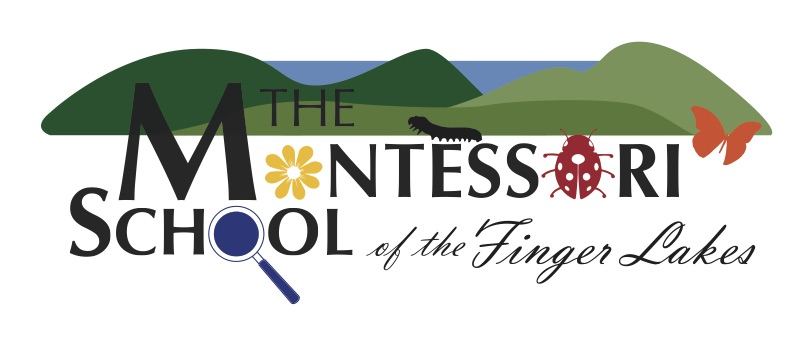 THE
MONTESSORI
SCHOOL of the Finger Lakes